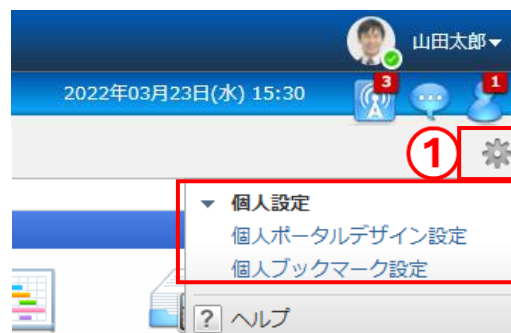 山田太郎▼
2022年03月23日(水) 15:30
3
1
①
▼ 個人設定
個人ポータルデザイン設定
個人ブックマーク設定
? ヘルプ